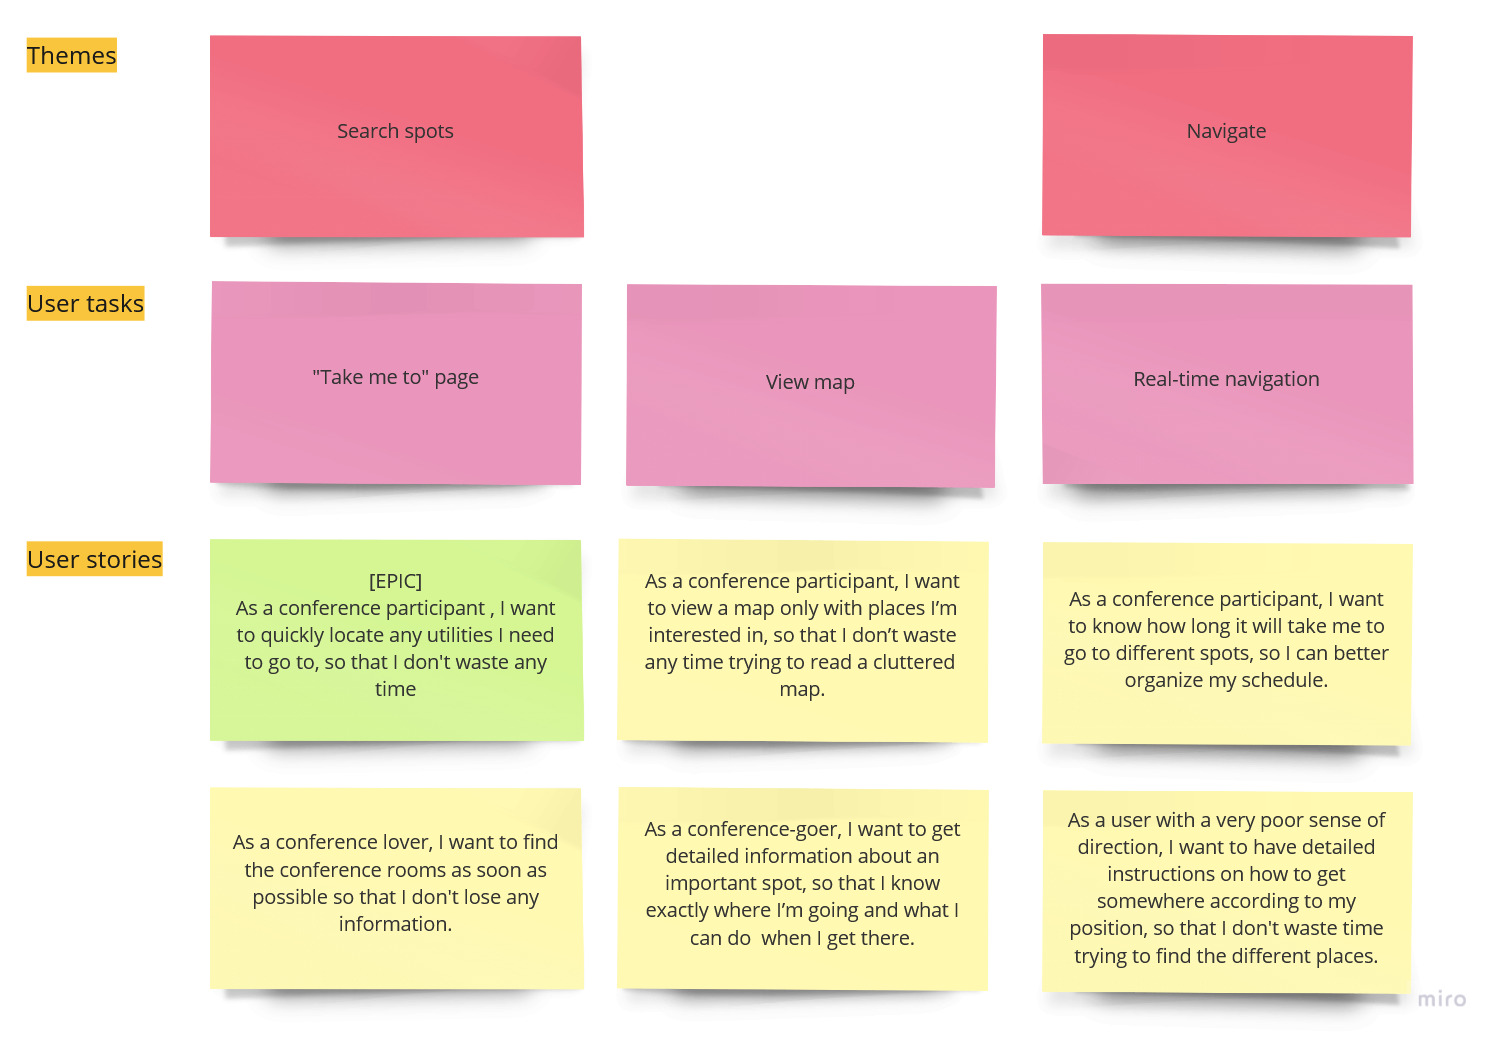 Themes
Search spots
Navigate
User tasks
"Take me to" page
View map
Real-time navigation
User stories
[EPIC]
As a conference participant , I want
to quickly locate any utilities I need
to go to, so that I don't waste any
time
As a conference participant, I want
to view a map only with places I’m
interested in, so that I don’t waste
any time trying to read a cluttered
map.
As a conference participant, I want
to know how long it will take me to
go to different spots, so I can better
organize my schedule.
As a conference lover, I want to find
the conference rooms as soon as
possible so that I don't lose any
information.
As a conference-goer, I want to get
detailed information about an
important spot, so that I know
exactly where I’m going and what I
can do  when I get there.
As a user with a very poor sense of
direction, I want to have detailed
instructions on how to get
somewhere according to my
position, so that I don't waste time
trying to find the different places.
miro